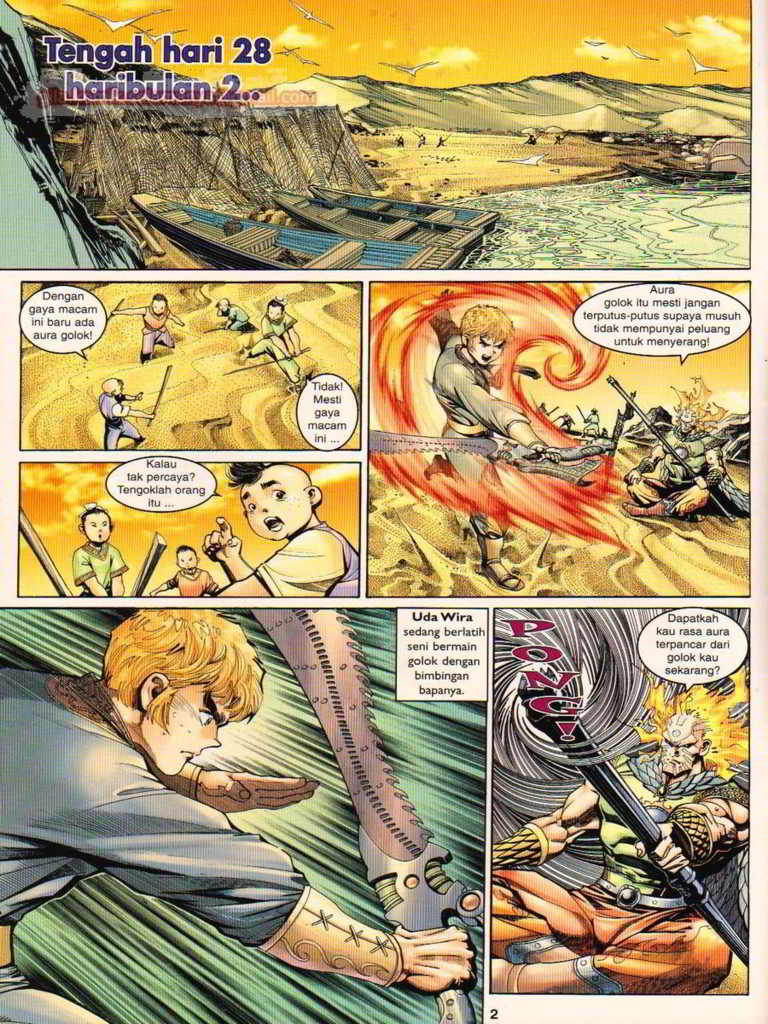 Tengah hari 28
haribulan 2..
Dengan
gaya macam
ini baru ada
aura golok!
Tidak!
Mesti
gaya
macam
ini ...
Aura
golok itu mesti jangan
terputus-putus supaya musuh
tidak mempunyai peluang
untuk menyerang!
Kalau
tak percaya?
Tengoklah orang
itu ...
Uda Wira
sedang berlatih
seni bermain
golok dengan
bimbingan
bapanya.
PONG!
Dapatkah
kau rasa aura
terpancar dari
golok kau
sekarang?
2